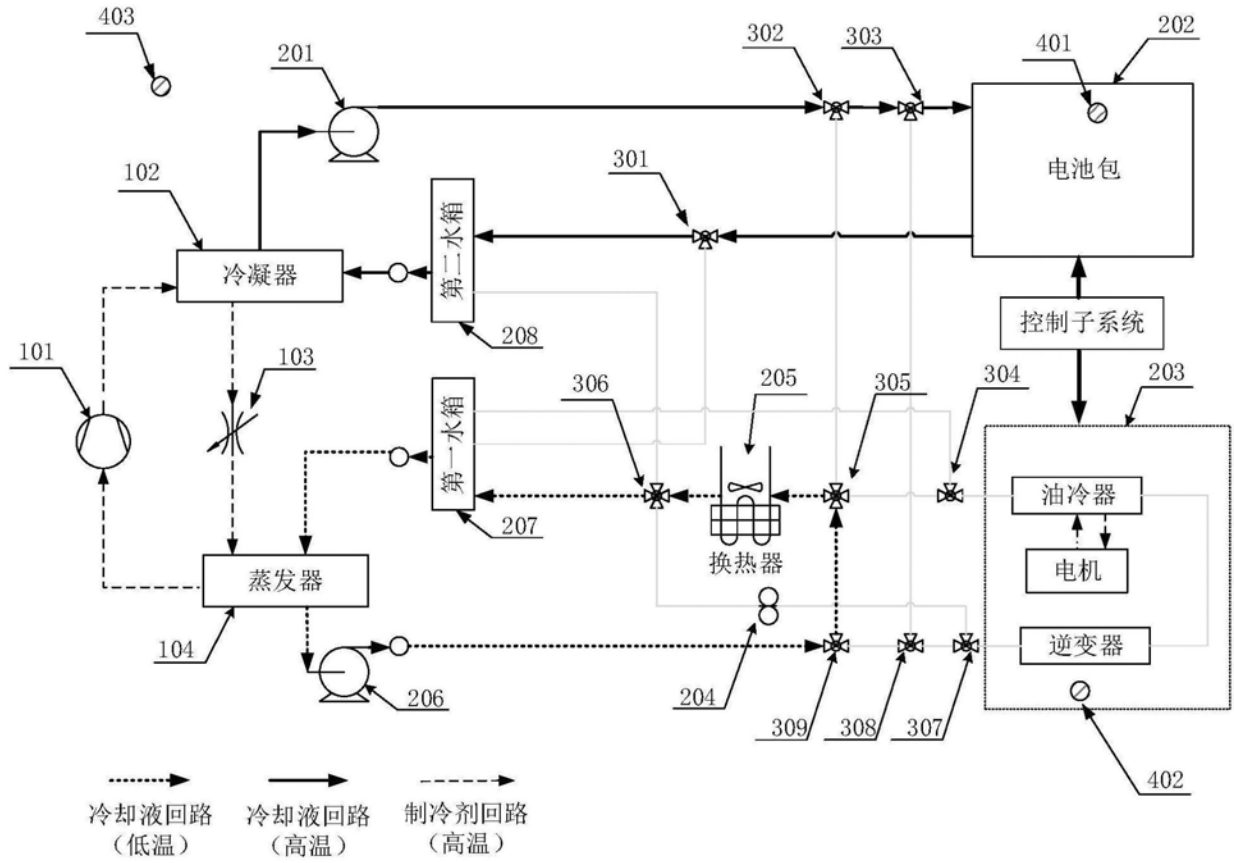 403
201
302
303
202
401
电池包
102
301
第二水箱
冷凝器
208
控制子系统
101
103
306
205
305
304
203
第一水箱
油冷器
207
换热器
电机
蒸发器
104
逆变器
206
204
309
308
307
402
冷却液回路
（低温）
冷却液回路
（高温）
制冷剂回路
（高温）